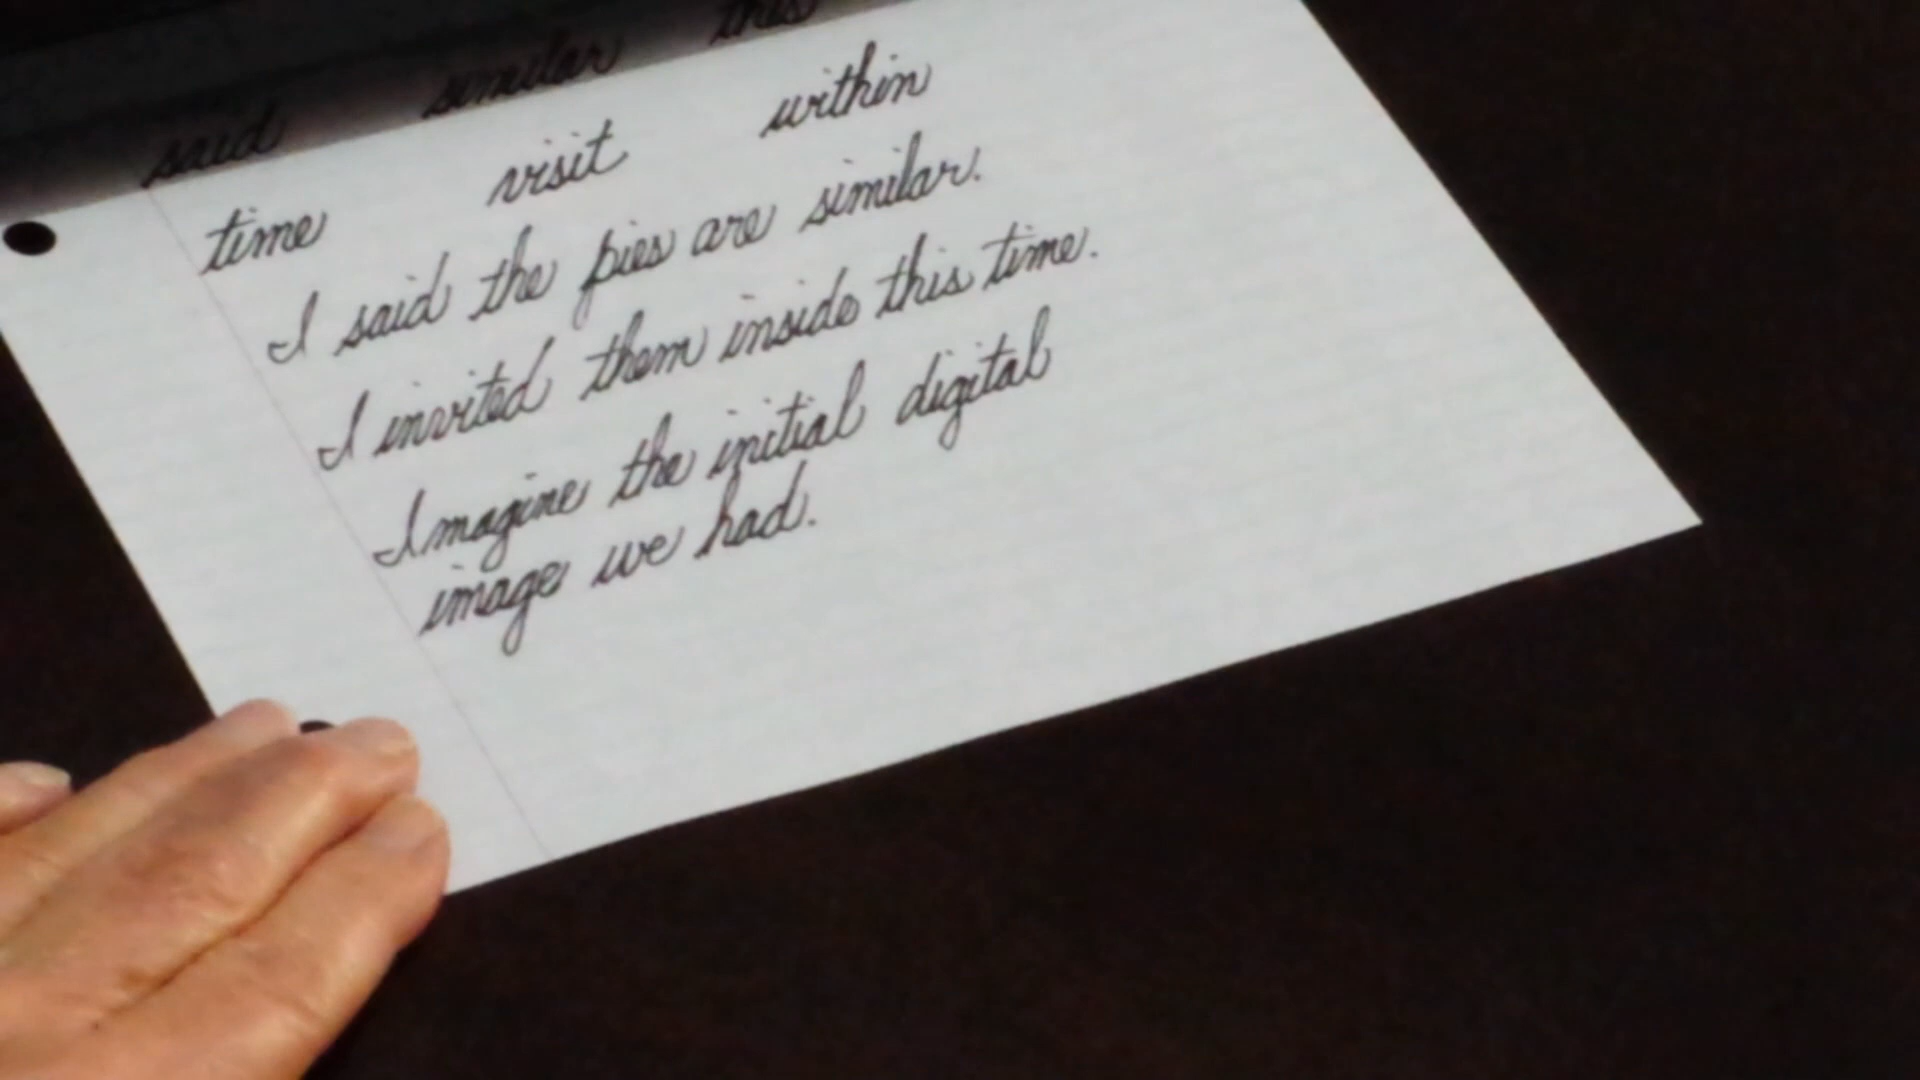 said similar this
time visit within
I said the pies are similar.
I invited them inside this time.
Imagine the initial digital
image we had.